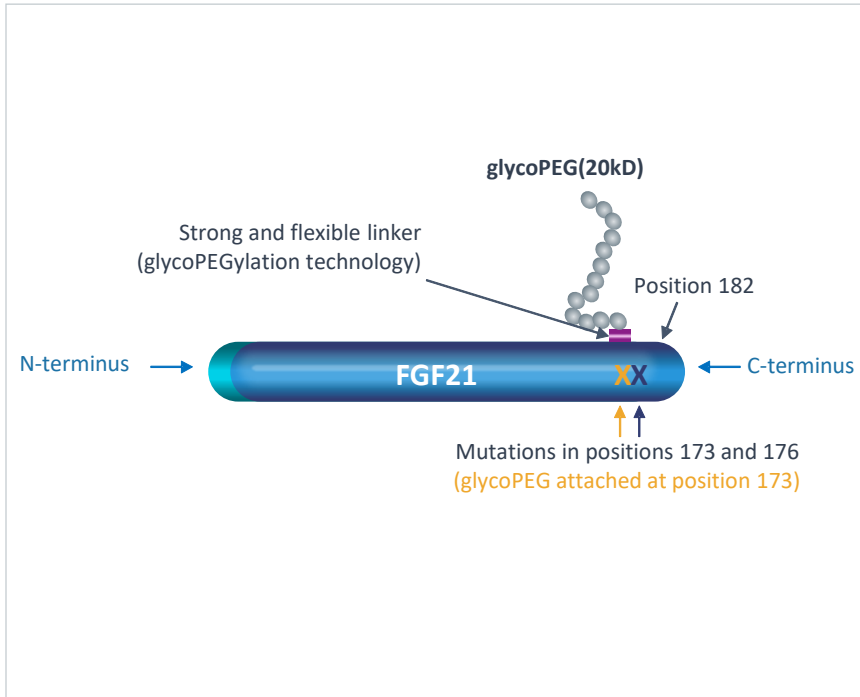 glycoPEG(20kD)
Strong and flexible linker
(glycoPEGylation technology)
Position 182
N-terminus
FGF21
XX
C-terminus
Mutations in positions 173 and 176
(glycoPEG attached at position 173)